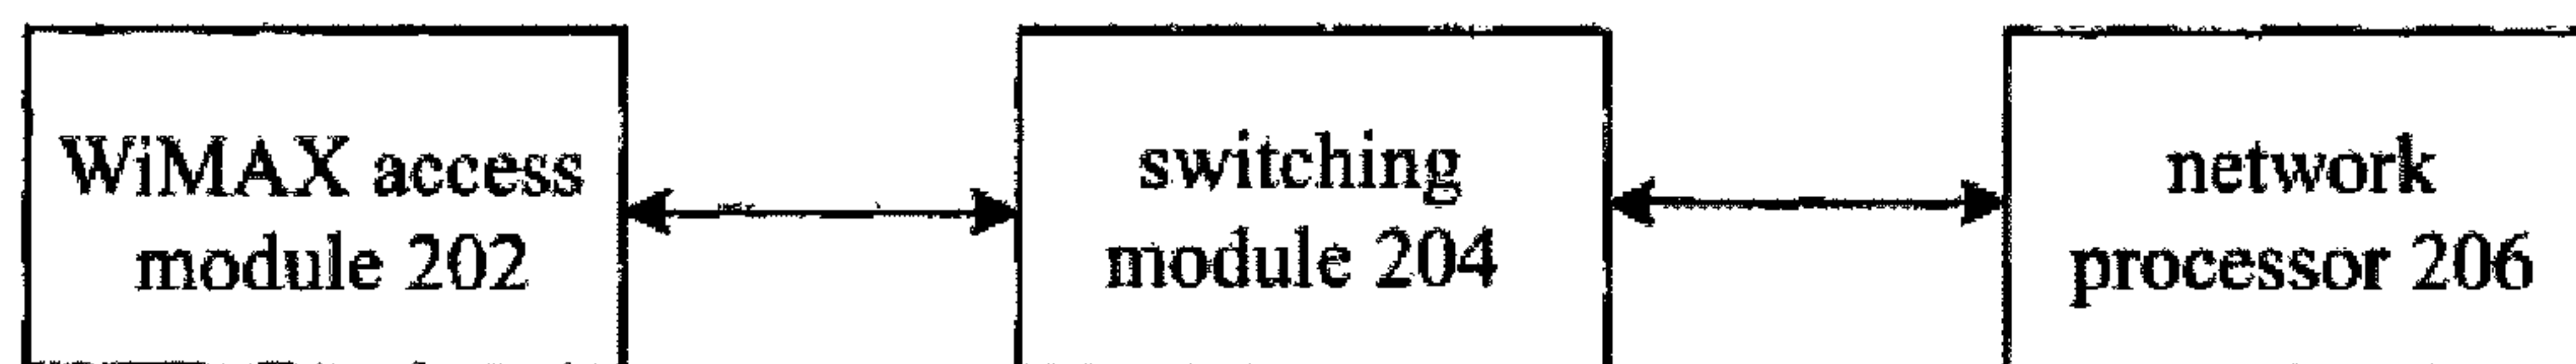 WiMAX access
module 202
switching
module 204
network
processor 206